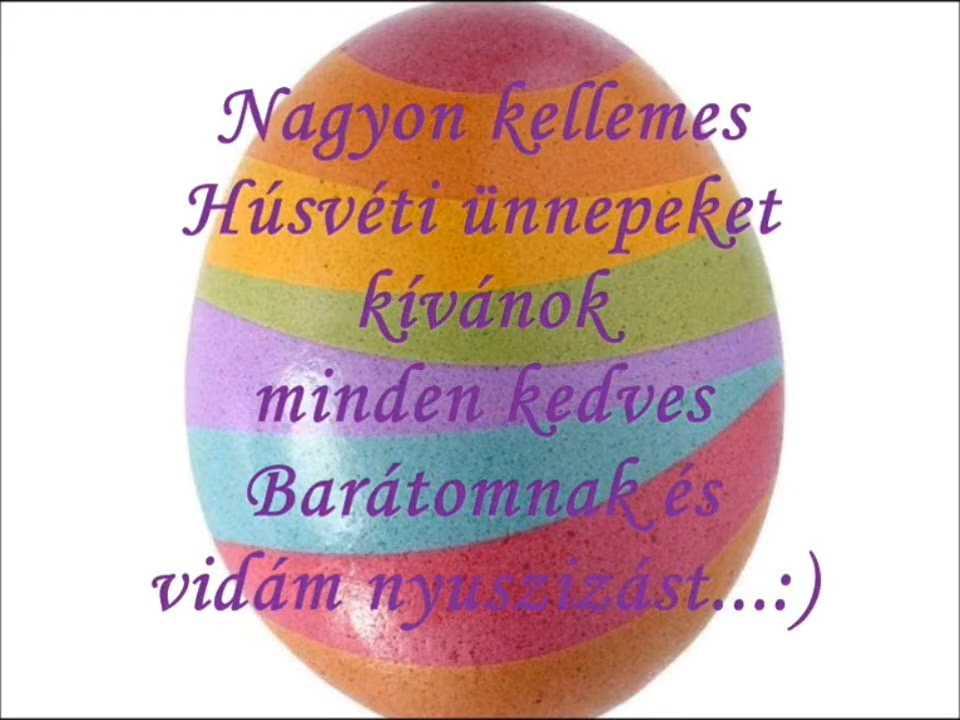 Nagyon kellemes
Húsvéti ünnepeket
kívánok
minden kedves
Barátomnak és
vidám nyuszizást...:)